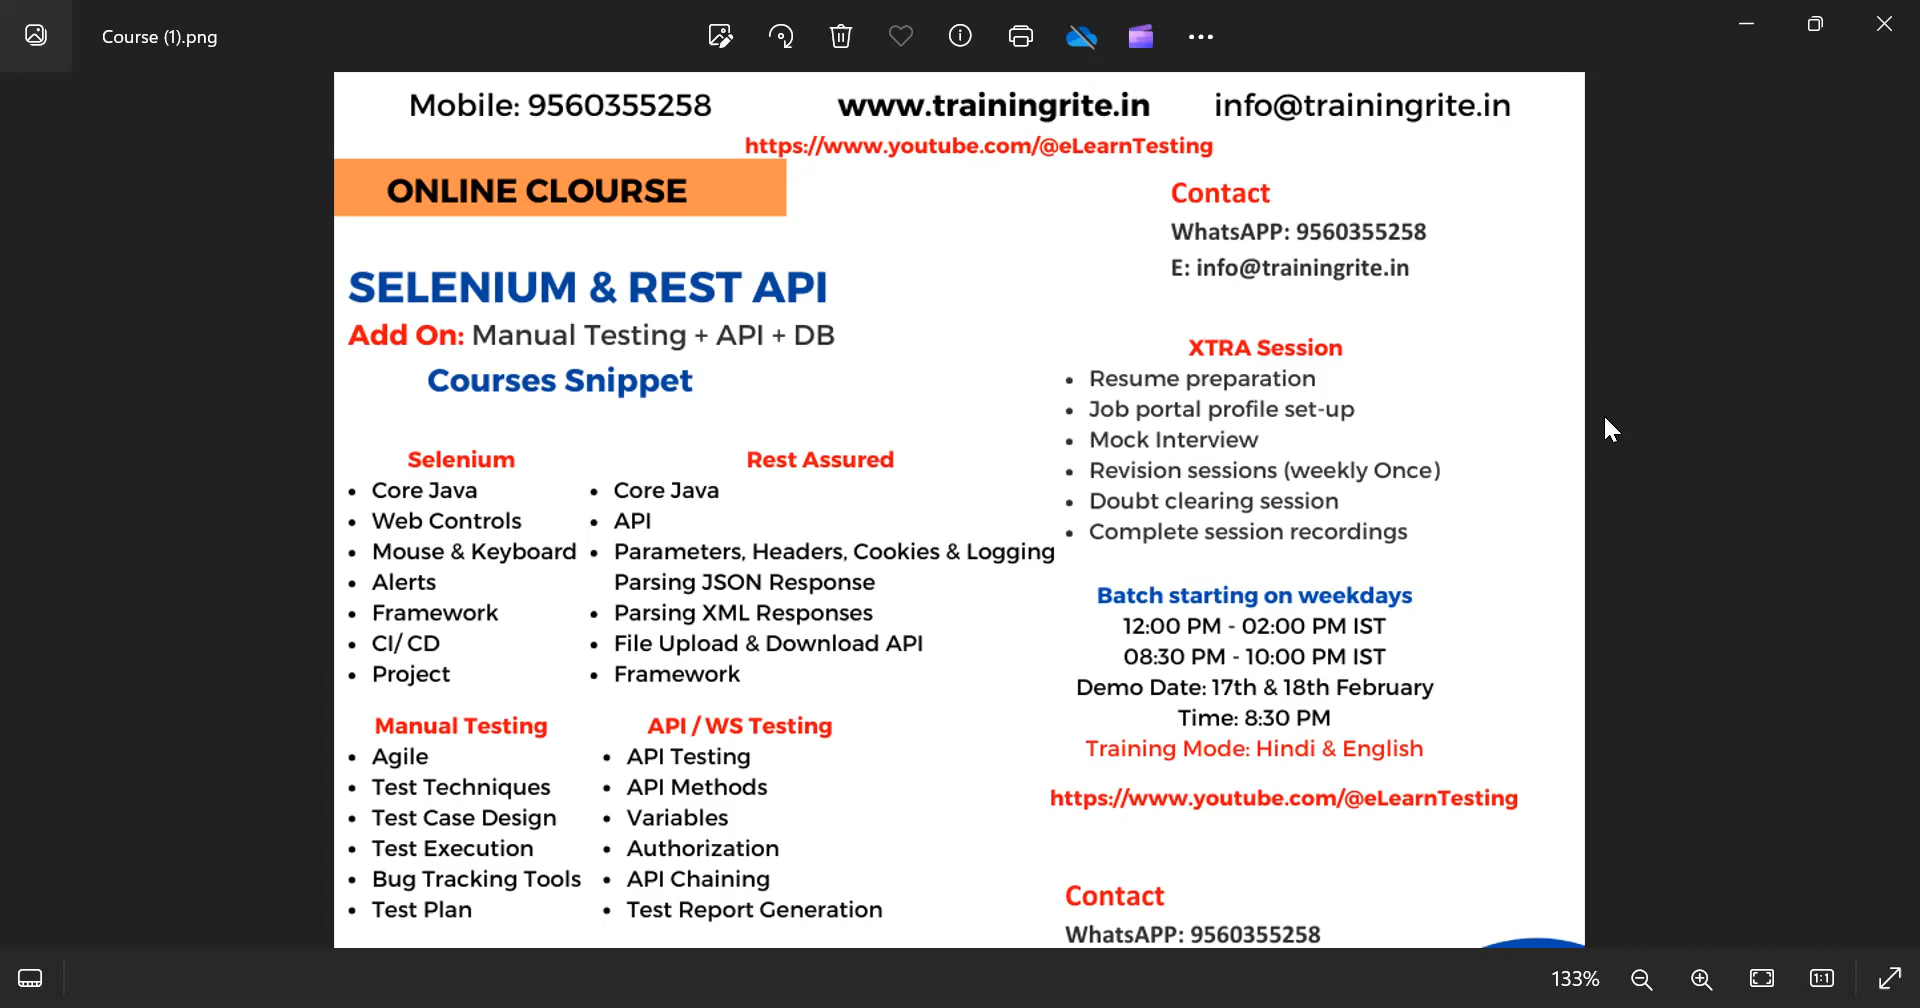 Course (1).png
Mobile: 9560355258
www.trainingrite.in
info@trainingrite.in
https://www.youtube.com/@eLearnTesting
ONLINE CLOURSE
Contact
WhatsAPP: 9560355258
E: info@trainingrite.in
SELENIUM & REST API
Add On: Manual Testing + API + DB
Courses Snippet
Selenium
• Core Java
• Web Controls
• Mouse & Keyboard
• Alerts
• Framework
• CI/ CD
• Project
Rest Assured
• Core Java
• API
• Parameters, Headers, Cookies & Logging
Parsing JSON Response
• Parsing XML Responses
• File Upload & Download API
• Framework
Manual Testing
• Agile
• Test Techniques
• Test Case Design
• Test Execution
• Bug Tracking Tools
• Test Plan
API / WS Testing
• API Testing
• API Methods
• Variables
• Authorization
• API Chaining
• Test Report Generation
XTRA Session
• Resume preparation
• Job portal profile set-up
• Mock Interview
• Revision sessions (weekly Once)
• Doubt clearing session
• Complete session recordings
Batch starting on weekdays
12:00 PM - 02:00 PM IST
08:30 PM - 10:00 PM IST
Demo Date: 17th & 18th February
Time: 8:30 PM
Training Mode: Hindi & English
https://www.youtube.com/@eLearnTesting
Contact
WhatsAPP: 9560355258
133%
1:1